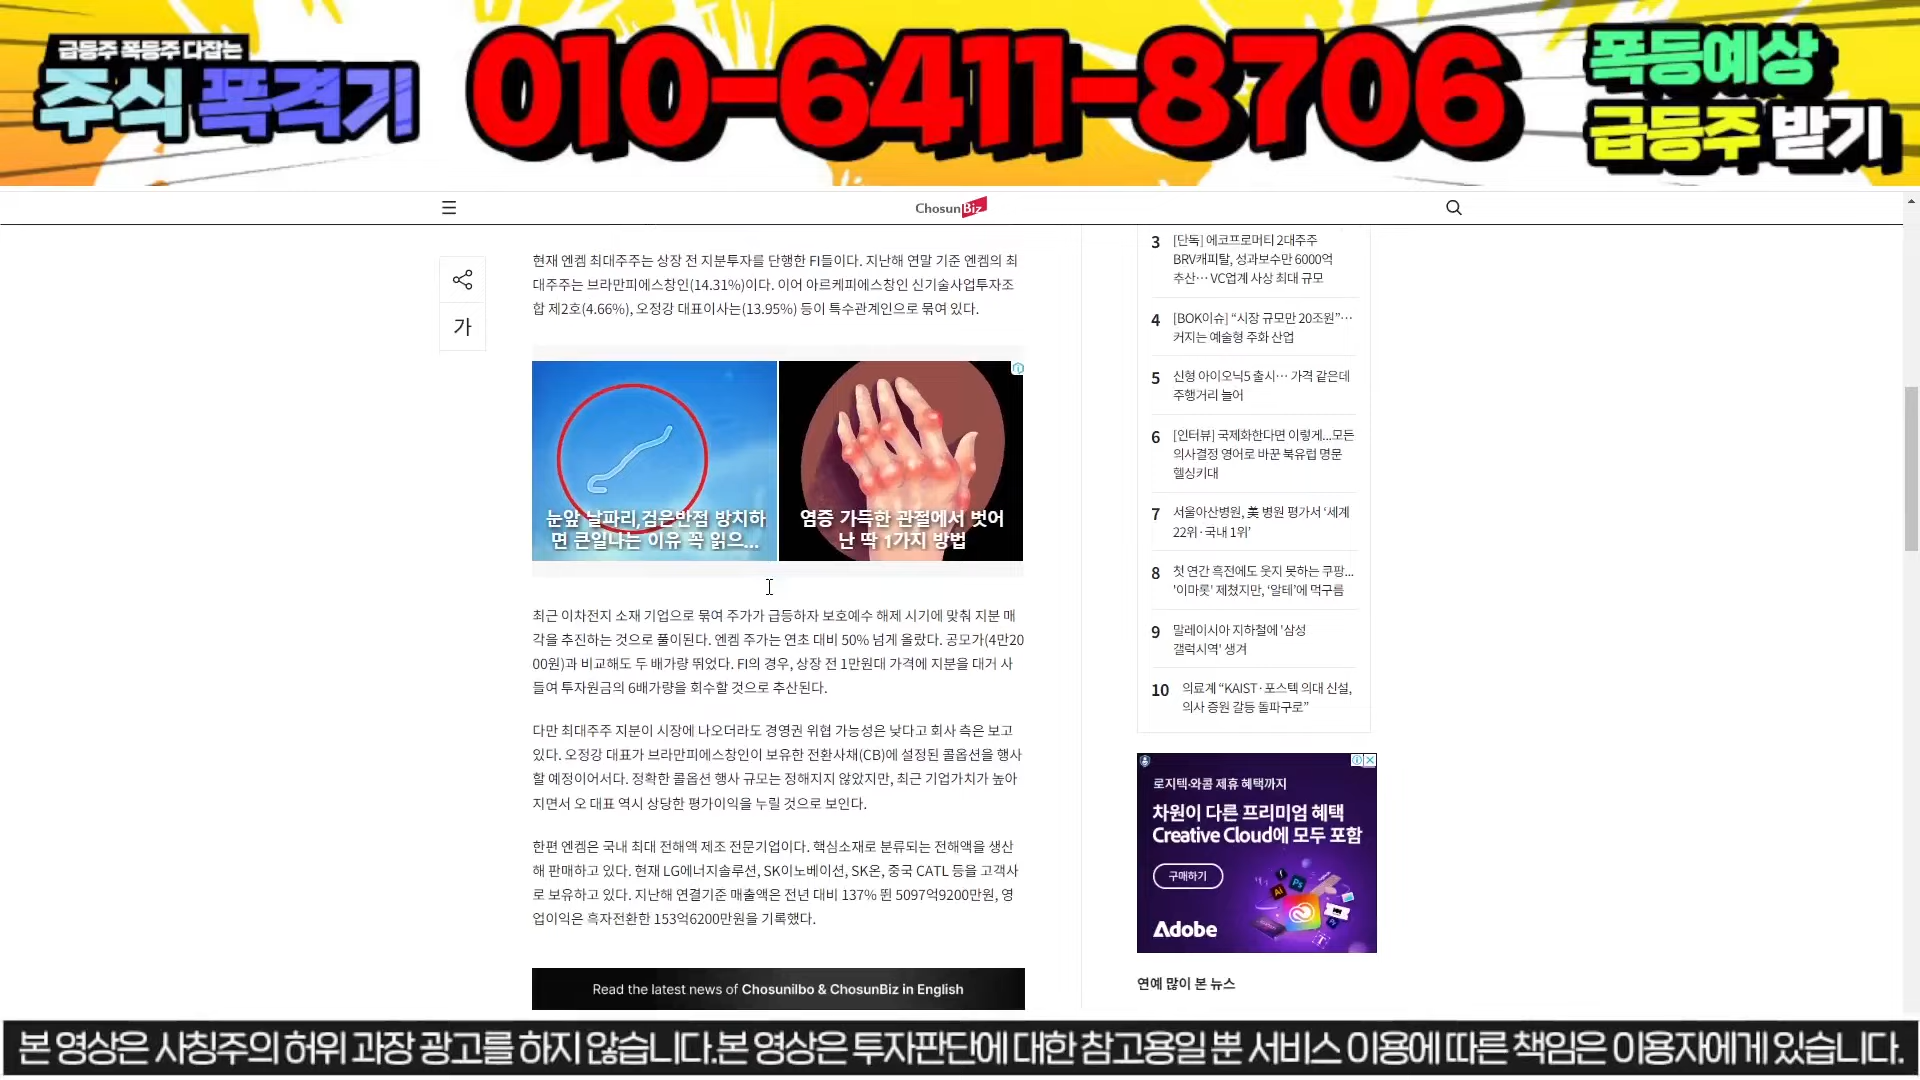 급등주 폭등주 다잡는
주식 폭격기
010-6411-8706
폭등예상
급등주 받기
ChosunBiz
가
현재 엔켐 최대주주는 상장 전 지분투자를 단행한 FI들이다. 지난해 연말 기준 엔켐의 최
대주주는 브라만피에스창인(14.31%)이다. 이어 아르케피에스창인 신기술사업투자조
합 제2호(4.66%), 오정강 대표이사는(13.95%) 등이 특수관계인으로 묶여 있다.
눈앞 날파리,검은반점 방치하
면 큰일나는 이유 꼭 읽으...
염증 가득한 관절에서 벗어
난 딱 1가지 방법
최근 이차전지 소재 기업으로 묶여 주가가 급등하자 보호예수 해제 시기에 맞춰 지분 매
각을 추진하는 것으로 풀이된다. 엔켐 주가는 연초 대비 50% 넘게 올랐다. 공모가(4만20
00원)과 비교해도 두 배가량 뛰었다. FI의 경우, 상장 전 1만원대 가격에 지분을 대거 사
들여 투자원금의 6배가량을 회수할 것으로 추산된다.
다만 최대주주 지분이 시장에 나오더라도 경영권 위협 가능성은 낮다고 회사 측은 보고
있다. 오정강 대표가 브라만피에스창인이 보유한 전환사채(CB)에 설정된 콜옵션을 행사
할 예정이어서다. 정확한 콜옵션 행사 규모는 정해지지 않았지만, 최근 기업가치가 높아
지면서 오 대표 역시 상당한 평가이익을 누릴 것으로 보인다.
한편 엔켐은 국내 최대 전해액 제조 전문기업이다. 핵심소재로 분류되는 전해액을 생산
해 판매하고 있다. 현재 LG에너지솔루션, SK이노베이션, SK온, 중국 CATL 등을 고객사
로 보유하고 있다. 지난해 연결기준 매출액은 전년 대비 137% 뛴 5097억9200만원, 영
업이익은 흑자전환한 153억6200만원을 기록했다.
Read the latest news of Chosunilbo & ChosunBiz in English
3 [단독] 에코프로머티 2대주주
BRV캐피탈, 성과보수만 6000억
추산… VC업계 사상 최대 규모
4 [BOK이슈] “시장 규모만 20조원”…
커지는 예술형 주화 산업
5 신형 아이오닉5 출시… 가격 같은데
주행거리 늘어
6 [인터뷰] 국제화한다면 이렇게...모든
의사결정 영어로 바꾼 북유럽 명문
헬싱키대
7 서울아산병원, 美 병원 평가서 ‘세계
22위·국내 1위’
8 첫 연간 흑전에도 웃지 못하는 쿠팡...
'이마롯' 제쳤지만, ‘알테’에 먹구름
9 말레이시아 지하철에 '삼성
갤럭시역' 생겨
10 의료계 “KAIST·포스텍 의대 신설,
의사 증원 갈등 돌파구로”
로지텍·와콤 제휴 혜택까지
차원이 다른 프리미엄 혜택
Creative Cloud에 모두 포함
구매하기
Adobe
연예 많이 본 뉴스
본 영상은 사칭주의 허위 과장 광고를 하지 않습니다.본 영상은 투자판단에 대한 참고용일 뿐 서비스 이용에 따른 책임은 이용자에게 있습니다.